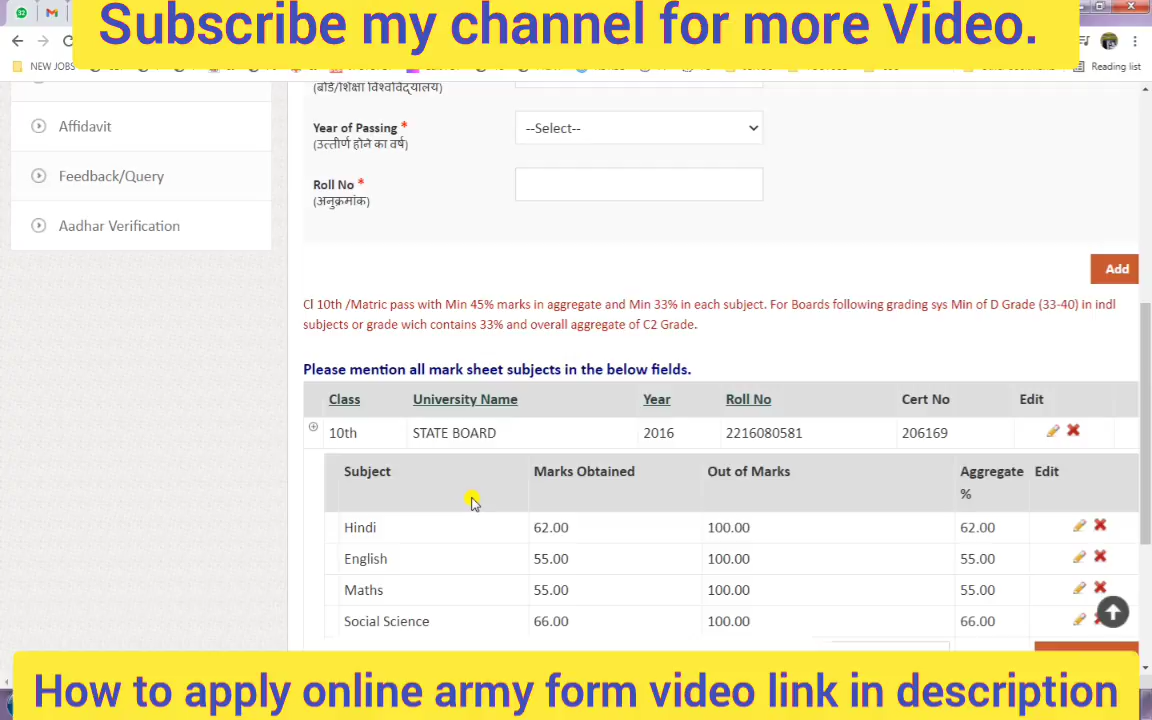 Subscribe my channel for more Video.
NEW JOBS
Reading list
(बोर्ड/शिक्षा विश्वविद्यालय)
Affidavit
Year of Passing *
--Select--
(उत्तीर्ण होने का वर्ष)
Feedback/Query
Roll No *
(अनुक्रमांक)
Aadhar Verification
Add
Cl 10th /Matric pass with Min 45% marks in aggregate and Min 33% in each subject. For Boards following grading sys Min of D Grade (33-40) in indl
subjects or grade wich contains 33% and overall aggregate of C2 Grade.
Please mention all mark sheet subjects in the below fields.
Class University Name Year Roll No Cert No Edit
10th STATE BOARD 2016 2216080581 206169
Subject Marks Obtained Out of Marks Aggregate % Edit
Hindi 62.00 100.00 62.00
English 55.00 100.00 55.00
Maths 55.00 100.00 55.00
Social Science 66.00 100.00 66.00
How to apply online army form video link in description